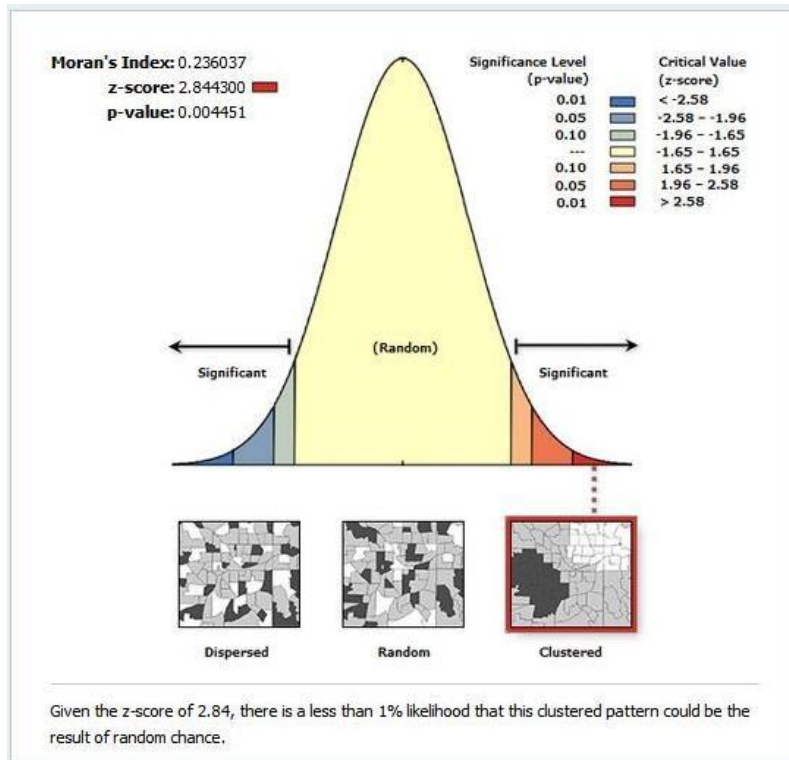 Moran's Index: 0.236037
z-score: 2.844300
p-value: 0.004451
Significance Level
(p-value)
Critical Value
(z-score)
0.01 < -2.58
0.05 -2.58 – -1.96
0.10 -1.96 – -1.65
--- -1.65 – 1.65
0.10 1.65 – 1.96
0.05 1.96 – 2.58
0.01 > 2.58
(Random)
Significant
Significant
Dispersed
Random
Clustered
Given the z-score of 2.84, there is a less than 1% likelihood that this clustered pattern could be the
result of random chance.